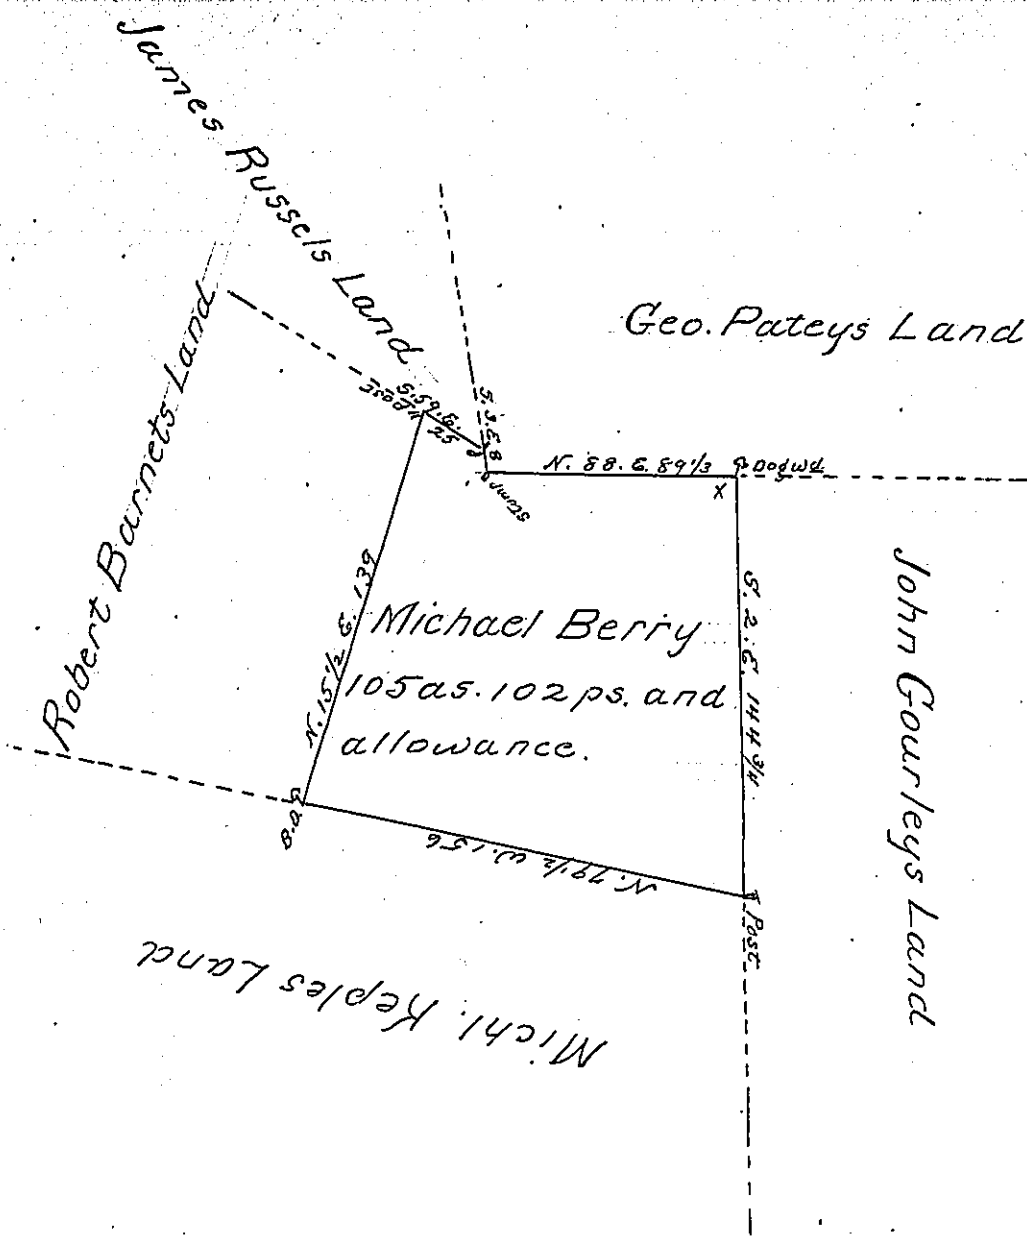 James Russels Land
Geo. Pateys Land
Robert Barnets Land
Post
S. 3. E. 8
Stump
N. 88. E. 89 1/3
Dogwd.
X
N. 15 1/2 E. 139
Michael Berry
105 as. 102 ps. and
allowance.
S. 2. E. 144 3/4
John Gourleys Land
B.O.
N. 79 1/2 W. 156
Post
Michl. Keples Land